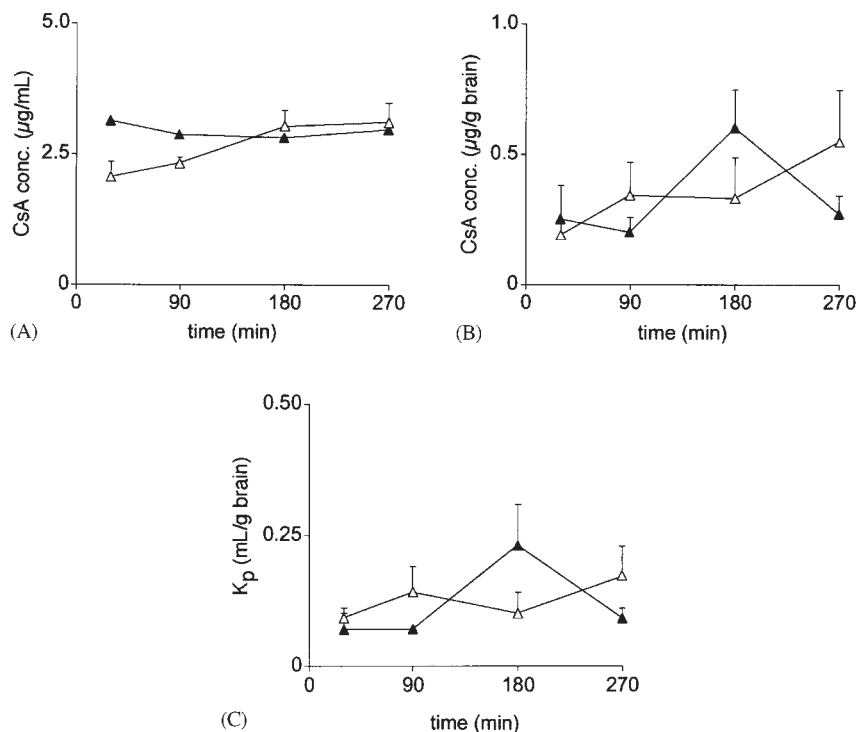 5.0
2.5
0
CsA conc. (µg/mL)
0
90
180
270
time (min)
(A)
1.0
0.5
0
CsA conc. (µg/g brain)
0
90
180
270
time (min)
(B)
0.50
0.25
0
Kp (mL/g brain)
0
90
180
270
time (min)
(C)